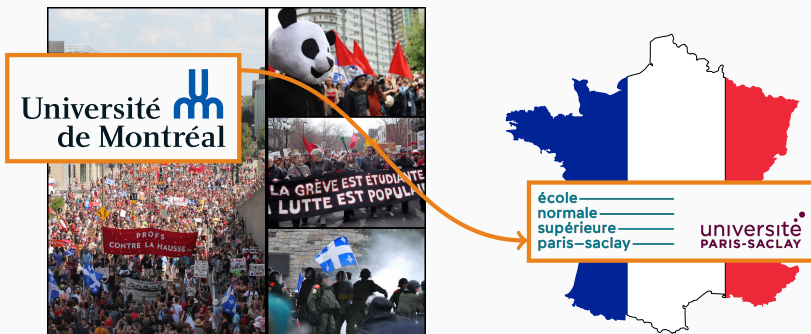 Université
de Montréal
PROFS
CONTRE LA HAUSSE
LA GRÈVE EST ÉTUDIANTE
LUTTE EST POPULAI
école
normale
supérieure
paris–saclay
université
PARIS-SACLAY